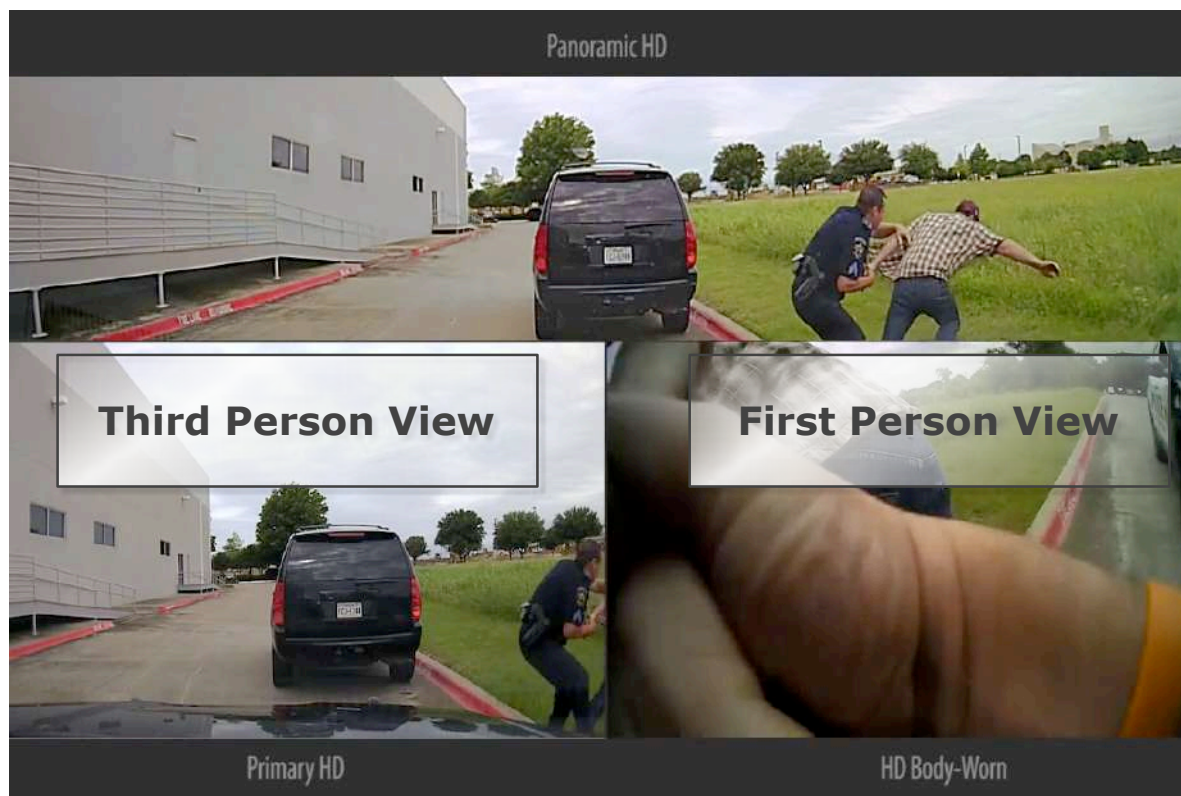 Panoramic HD
Third Person View
First Person View
Primary HD
HD Body-Worn